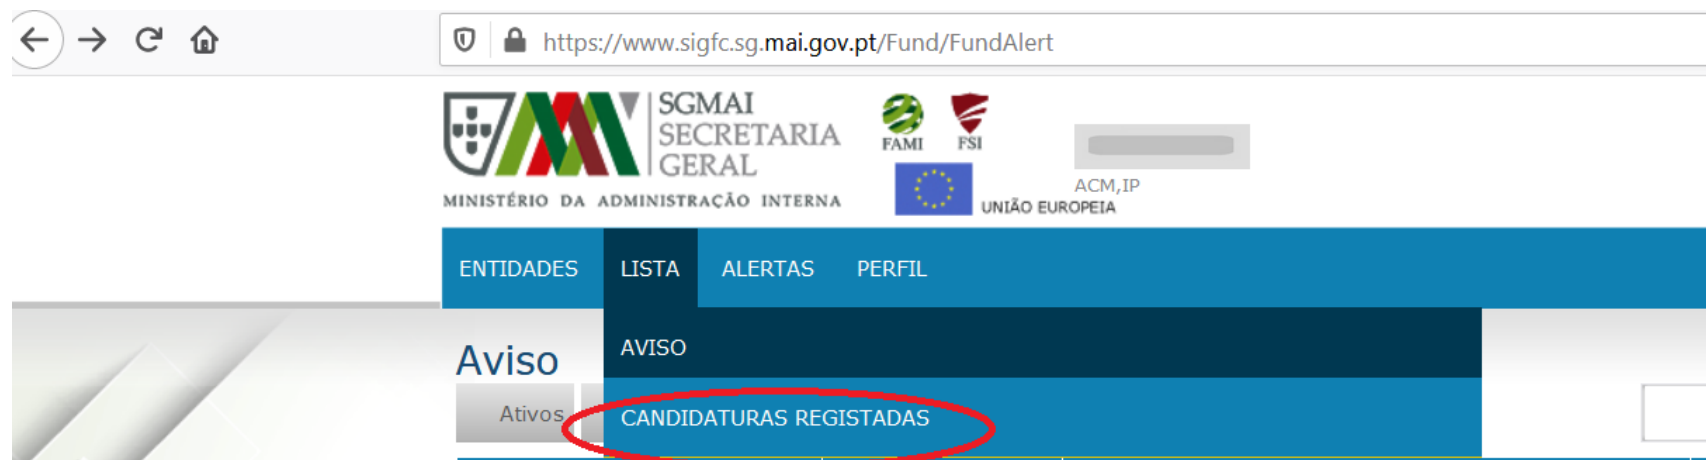 https://www.sigfc.sg.mai.gov.pt/Fund/FundAlert
SGMAI
SECRETARIA
GERAL
MINISTÉRIO DA ADMINISTRAÇÃO INTERNA
FAMI
FSI
UNIÃO EUROPEIA
ACM,IP
ENTIDADES
LISTA
ALERTAS
PERFIL
Aviso
AVISO
Ativos
CANDIDATURAS REGISTADAS